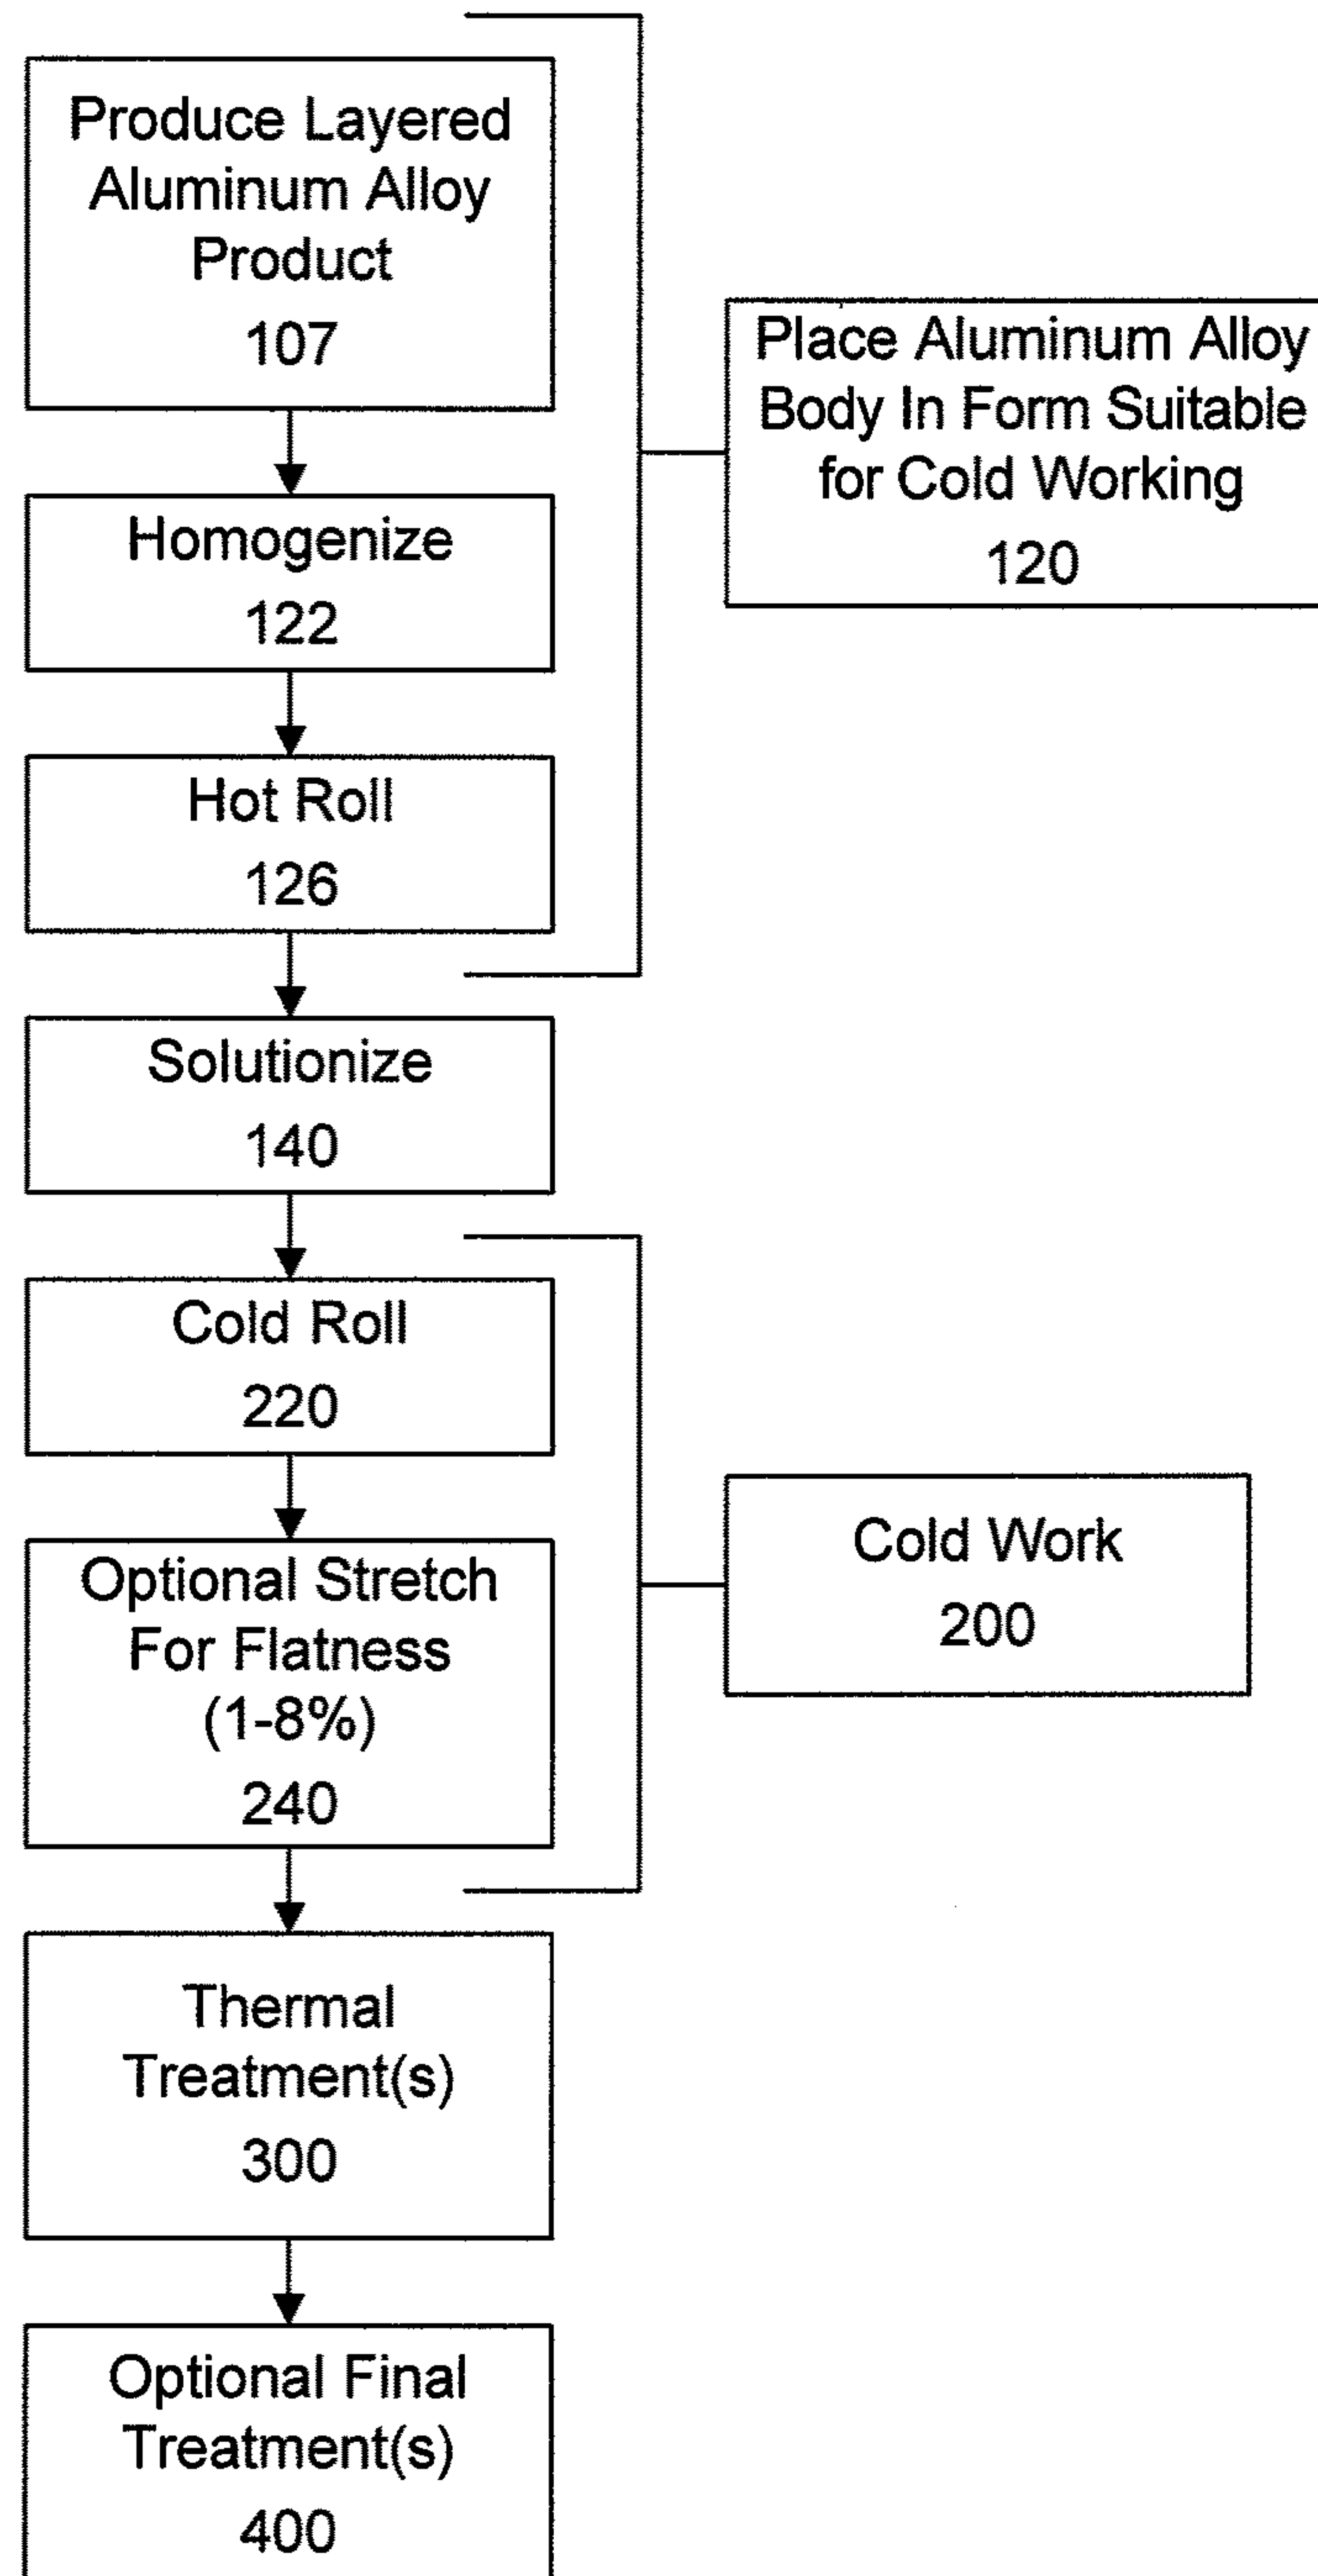 Produce Layered
Aluminum Alloy
Product
107
Homogenize
122
Hot Roll
126
Place Aluminum Alloy
Body In Form Suitable
for Cold Working
120
Solutionize
140
Cold Roll
220
Optional Stretch
For Flatness
(1-8%)
240
Cold Work
200
Thermal
Treatment(s)
300
Optional Final
Treatment(s)
400